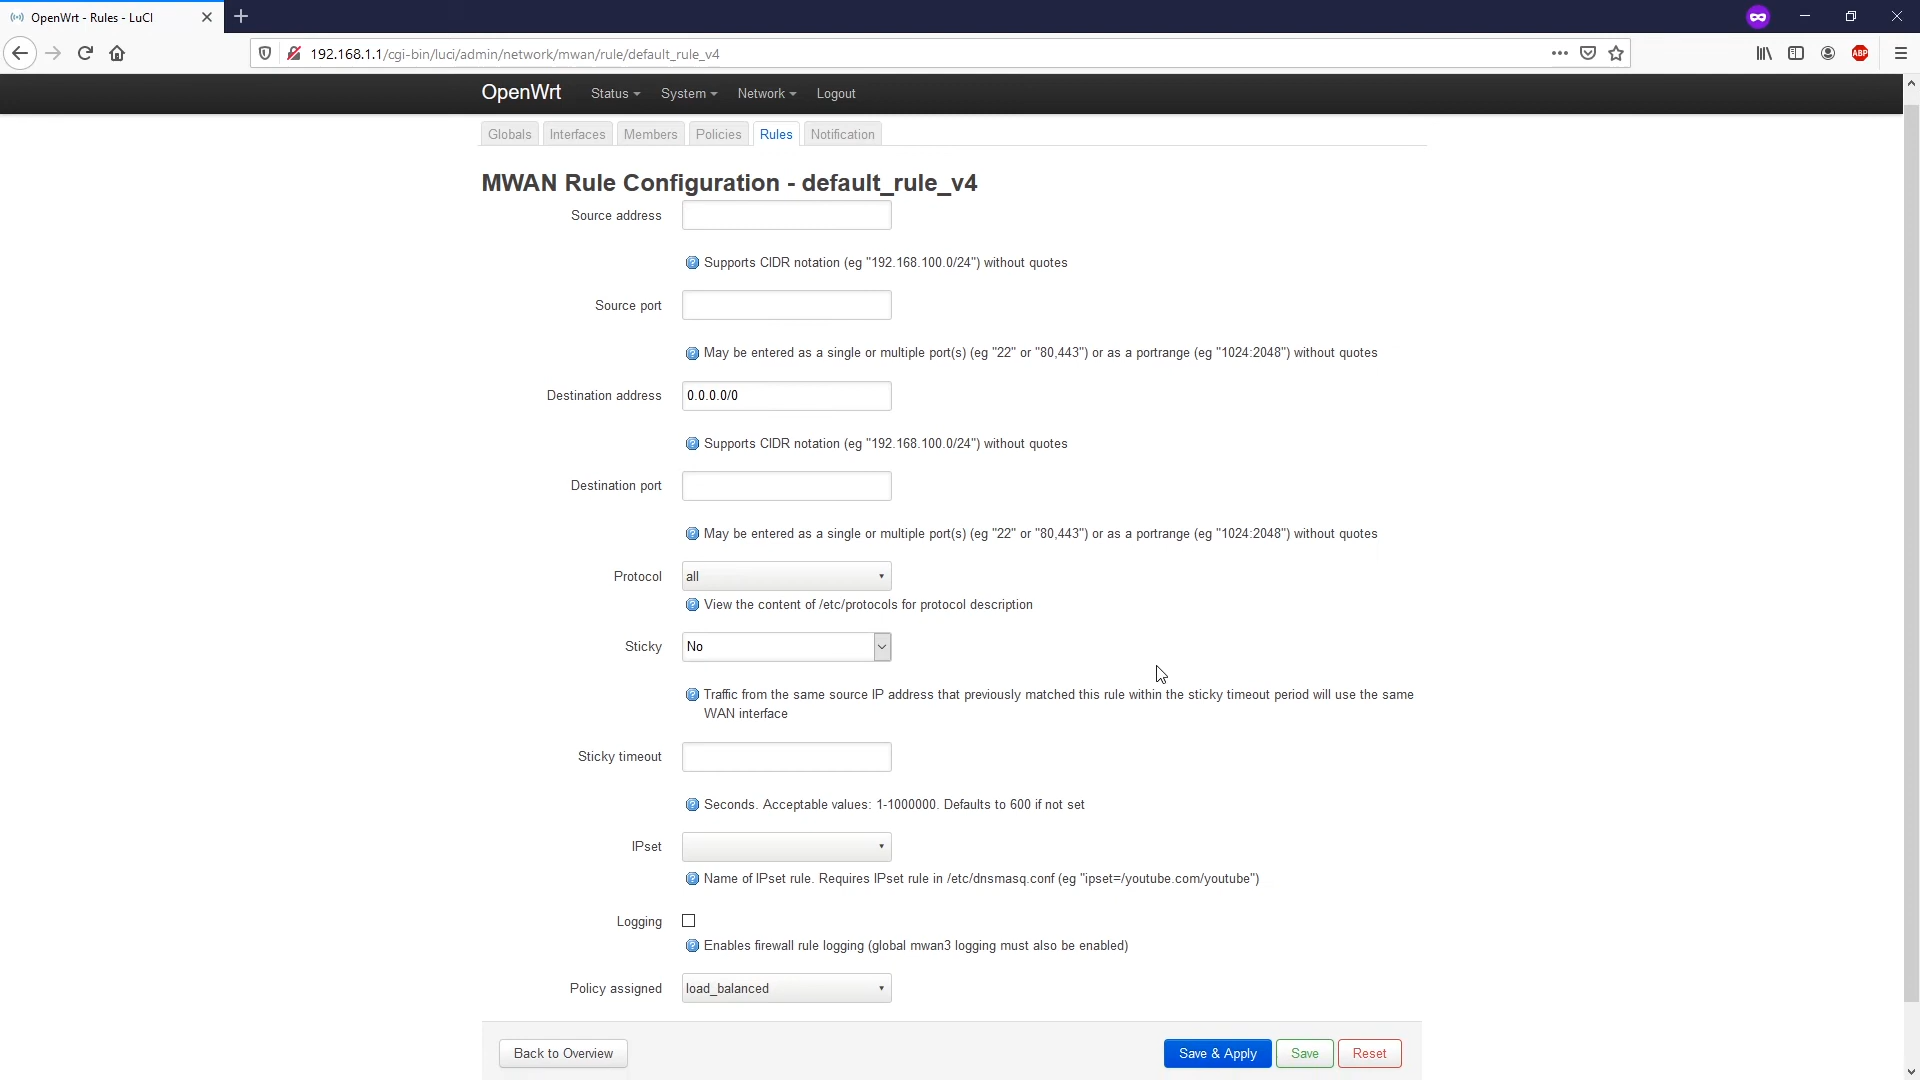 OpenWrt - Rules - LuCI
192.168.1.1/cgi-bin/luci/admin/network/mwan/rule/default_rule_v4
ABP
OpenWrt Status System Network Logout
Globals Interfaces Members Policies Rules Notification
MWAN Rule Configuration - default_rule_v4
Source address
Supports CIDR notation (eg "192.168.100.0/24") without quotes
Source port
May be entered as a single or multiple port(s) (eg "22" or "80,443") or as a portrange (eg "1024:2048") without quotes
Destination address 0.0.0.0/0
Supports CIDR notation (eg "192.168.100.0/24") without quotes
Destination port
May be entered as a single or multiple port(s) (eg "22" or "80,443") or as a portrange (eg "1024:2048") without quotes
Protocol all
View the content of /etc/protocols for protocol description
Sticky No
Traffic from the same source IP address that previously matched this rule within the sticky timeout period will use the same
WAN interface
Sticky timeout
Seconds. Acceptable values: 1-1000000. Defaults to 600 if not set
IPset
Name of IPset rule. Requires IPset rule in /etc/dnsmasq.conf (eg "ipset=/youtube.com/youtube")
Logging
Enables firewall rule logging (global mwan3 logging must also be enabled)
Policy assigned load_balanced
Back to Overview Save & Apply Save Reset